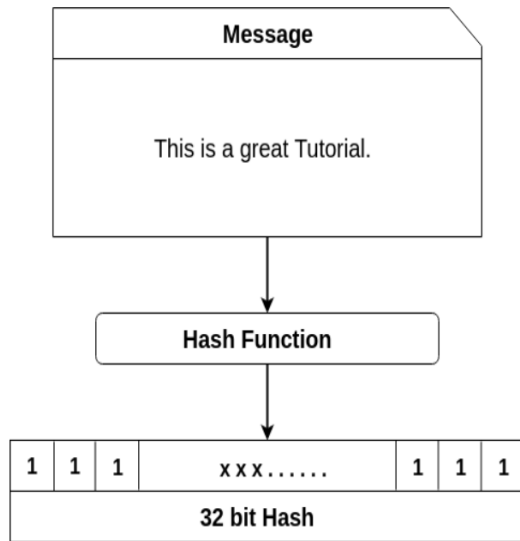 Message
This is a great Tutorial.
Hash Function
1 1 1 x x x . . . . . . 1 1 1
32 bit Hash